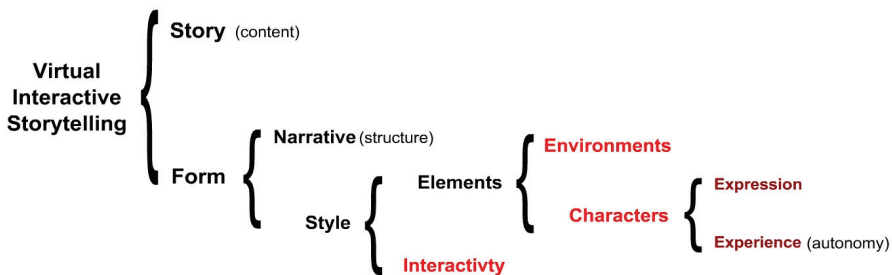 Virtual
Interactive
Storytelling
Story (content)
Form
Narrative (structure)
Style
Elements
Interactivty
Environments
Characters
Expression
Experience (autonomy)